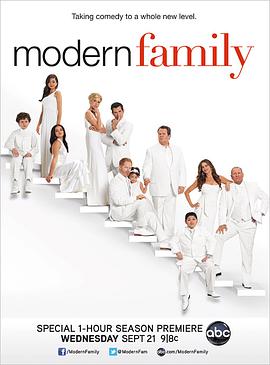 Taking comedy to a whole new level.
modern family
SPECIAL 1-HOUR SEASON PREMIERE
WEDNESDAY SEPT 21 9|8c
abc
/ModernFamily
@ModernFam
abc.com/ModernFamily